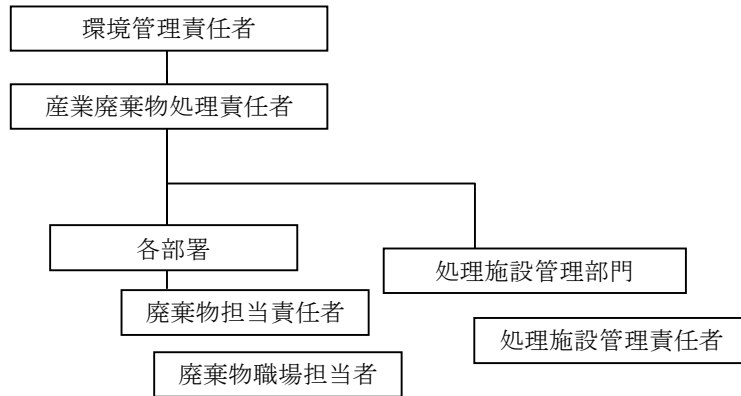 環境管理責任者
産業廃棄物処理責任者
各部署
処理施設管理部門
廃棄物担当責任者
処理施設管理責任者
廃棄物職場担当者